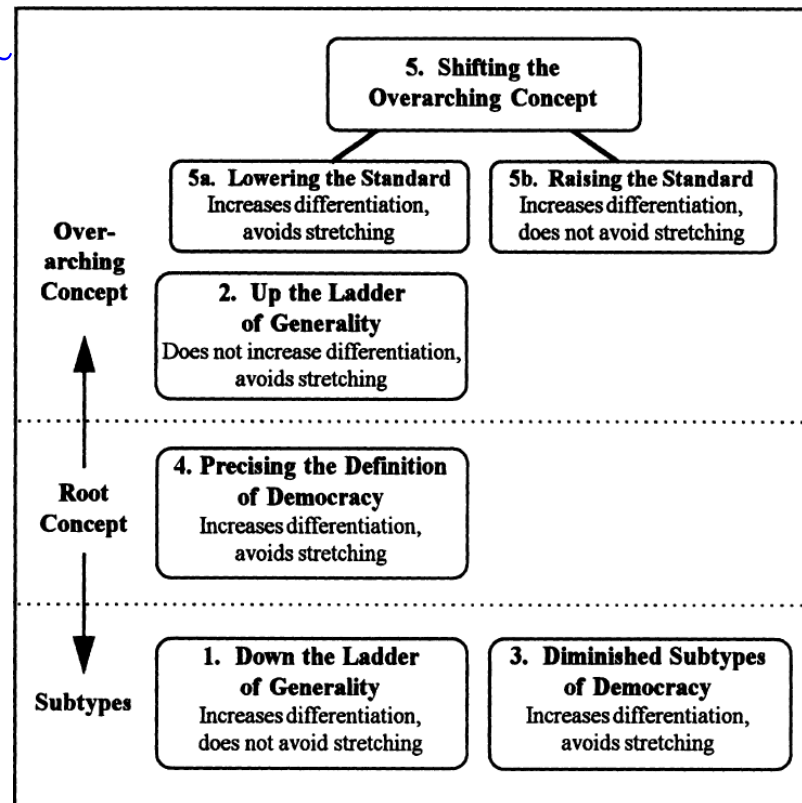 5. Shifting the
Overarching Concept
5a. Lowering the Standard
Increases differentiation,
avoids stretching
5b. Raising the Standard
Increases differentiation,
does not avoid stretching
Over-
arching
Concept
2. Up the Ladder
of Generality
Does not increase differentiation,
avoids stretching
Root
Concept
4. Precising the Definition
of Democracy
Increases differentiation,
avoids stretching
Subtypes
1. Down the Ladder
of Generality
Increases differentiation,
does not avoid stretching
3. Diminished Subtypes
of Democracy
Increases differentiation,
avoids stretching